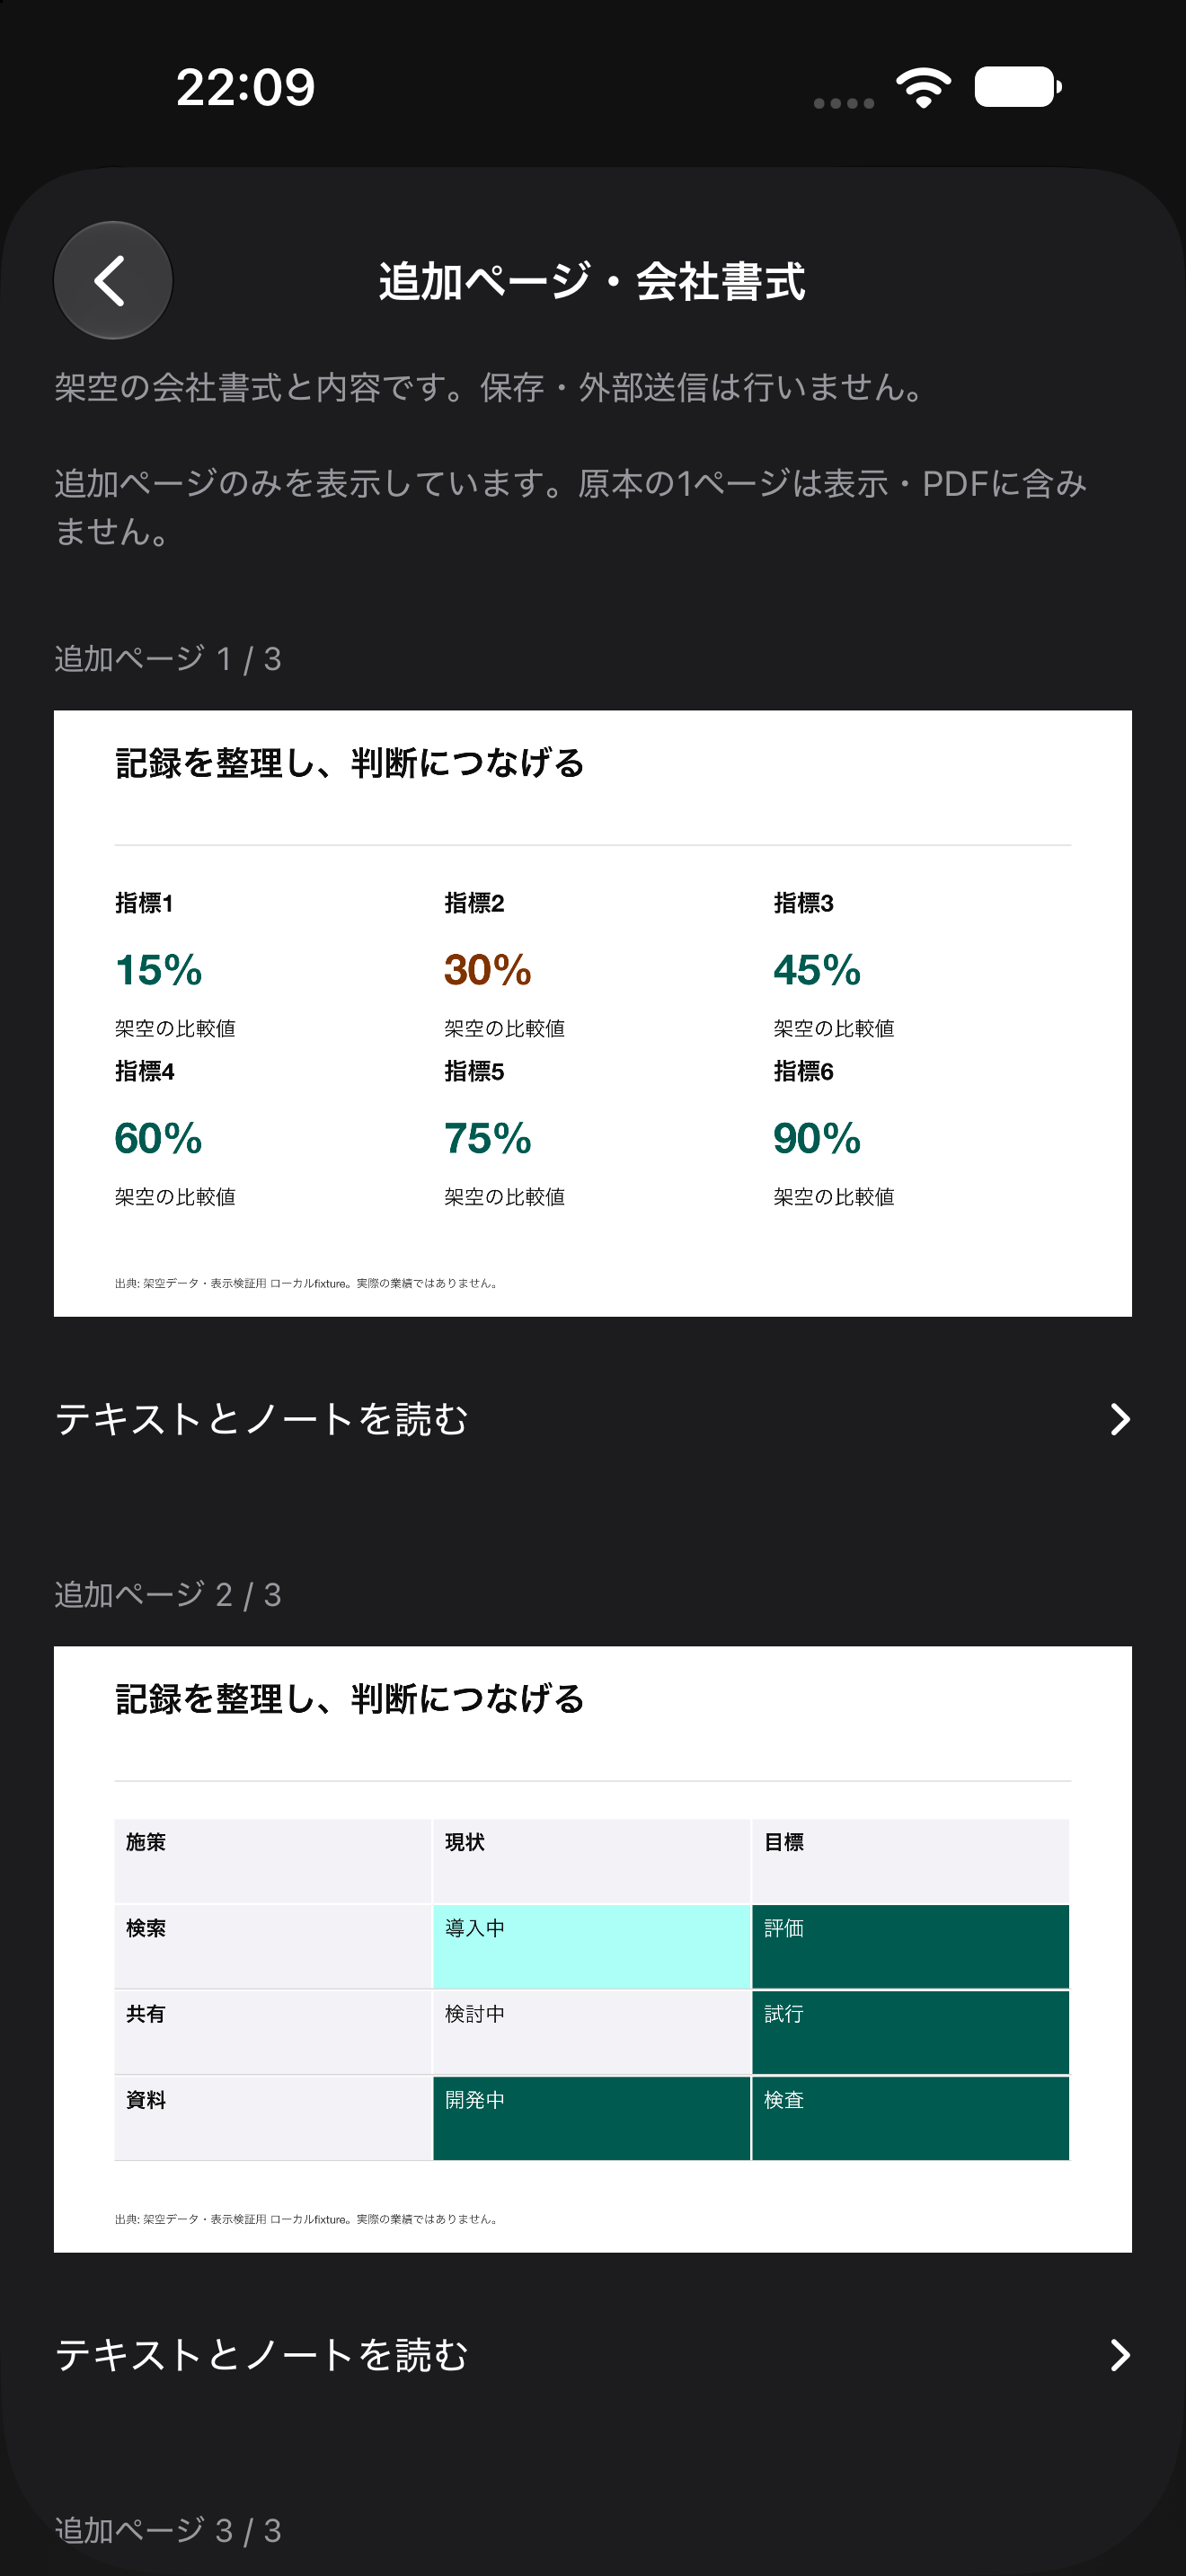 22:09
追加ページ・会社書式
架空の会社書式と内容です。保存・外部送信は行いません。
追加ページのみを表示しています。原本の1ページは表示・PDFに含み
ません。
追加ページ 1 / 3
記録を整理し、判断につなげる
指標1 指標2 指標3
15% 30% 45%
架空の比較値 架空の比較値 架空の比較値
指標4 指標5 指標6
60% 75% 90%
架空の比較値 架空の比較値 架空の比較値
出典: 架空データ・表示検証用 ローカルfixture。実際の業績ではありません。
テキストとノートを読む
追加ページ 2 / 3
記録を整理し、判断につなげる
施策 現状 目標
検索 導入中 評価
共有 検討中 試行
資料 開発中 検査
出典: 架空データ・表示検証用 ローカルfixture。実際の業績ではありません。
テキストとノートを読む
追加ページ 3 / 3